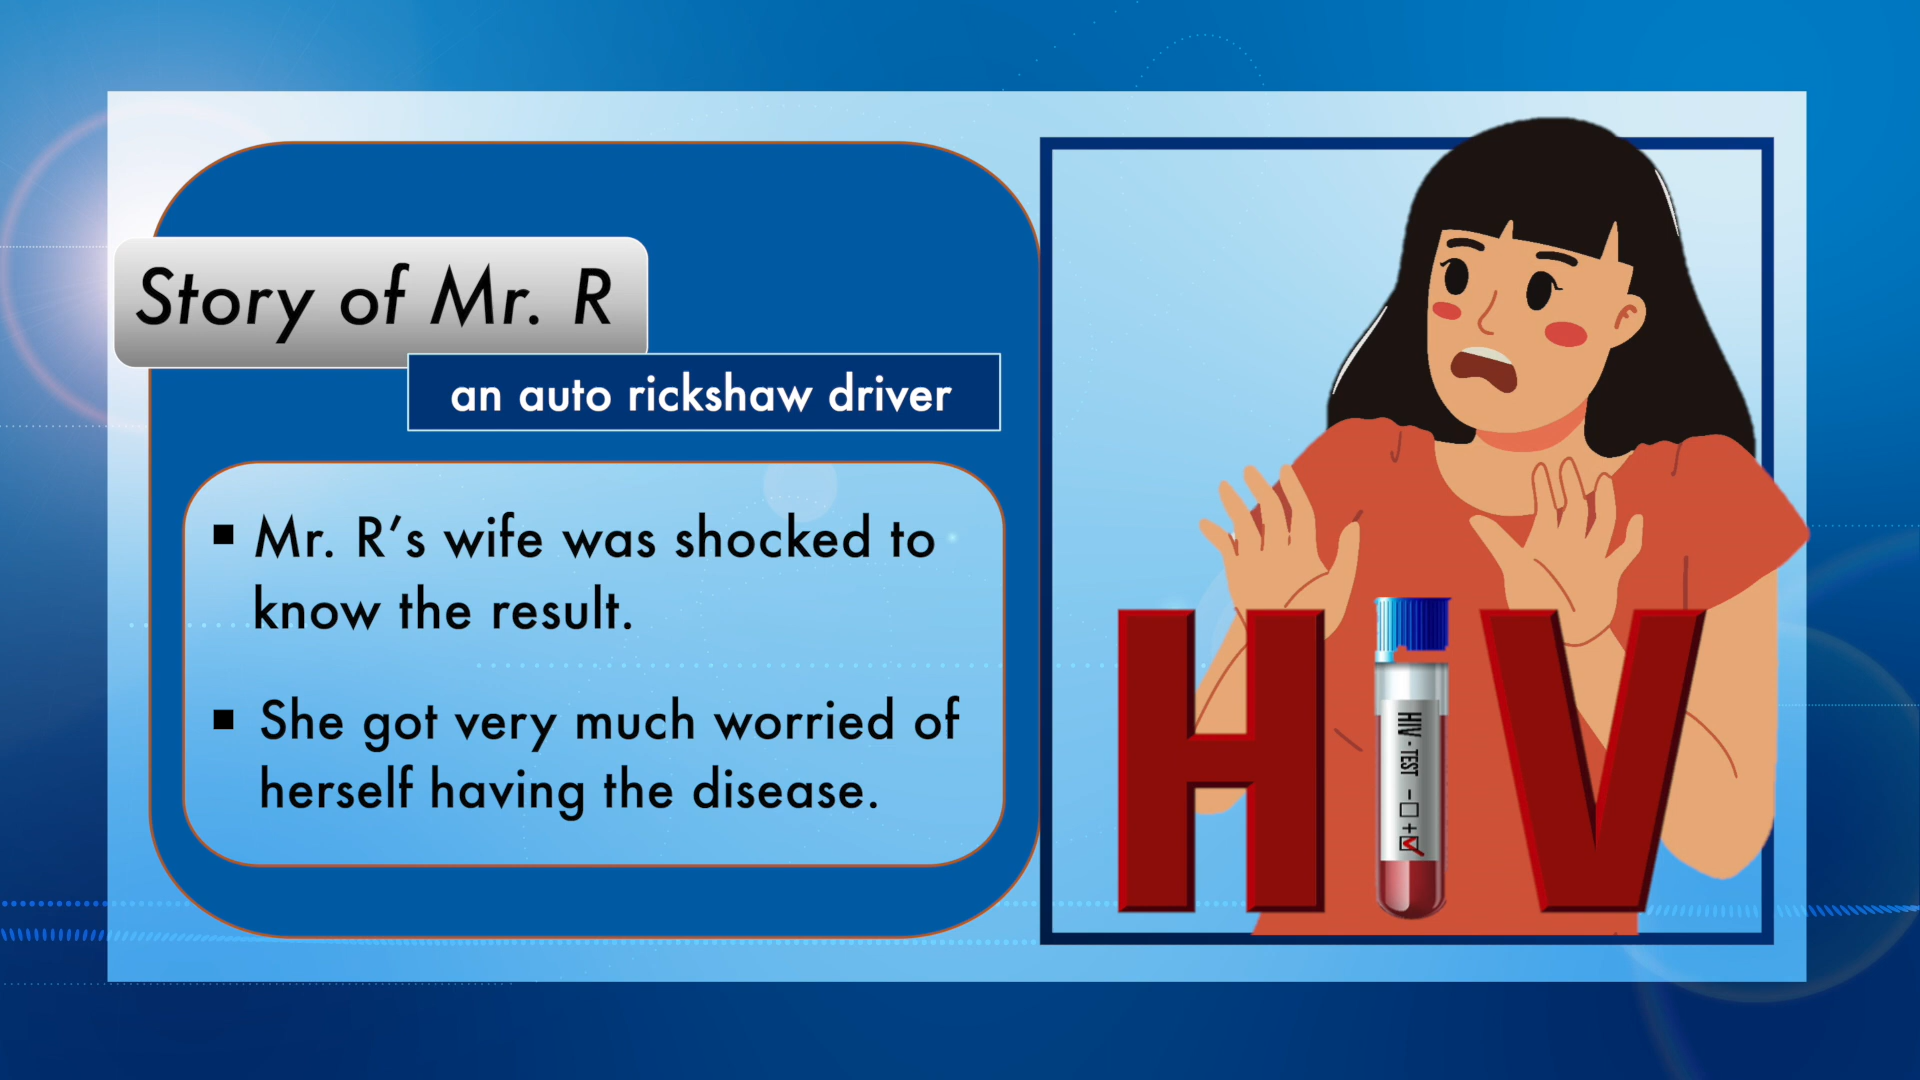 Story of Mr. R
an auto rickshaw driver
▪ Mr. R’s wife was shocked to
know the result.
▪ She got very much worried of
herself having the disease.
HIV
HIV - TEST - □ + ☑